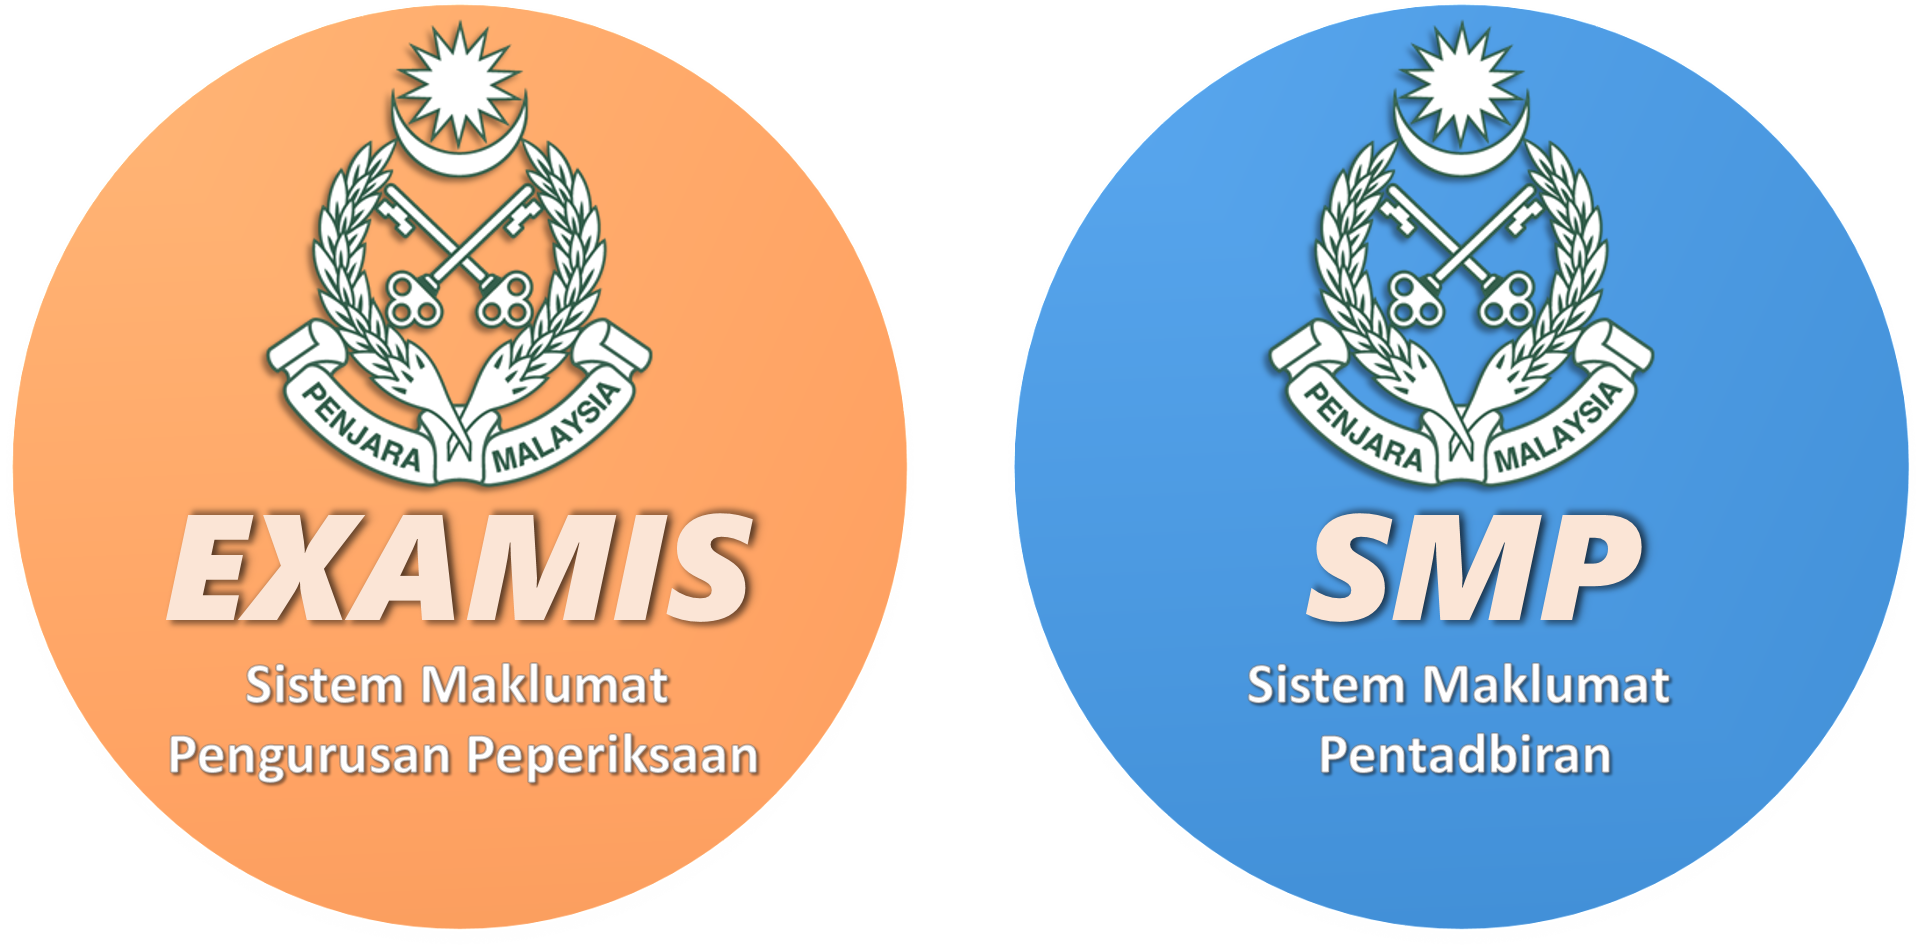 PENJARA MALAYSIA
EXAMIS
Sistem Maklumat
Pengurusan Peperiksaan
PENJARA MALAYSIA
SMP
Sistem Maklumat
Pentadbiran